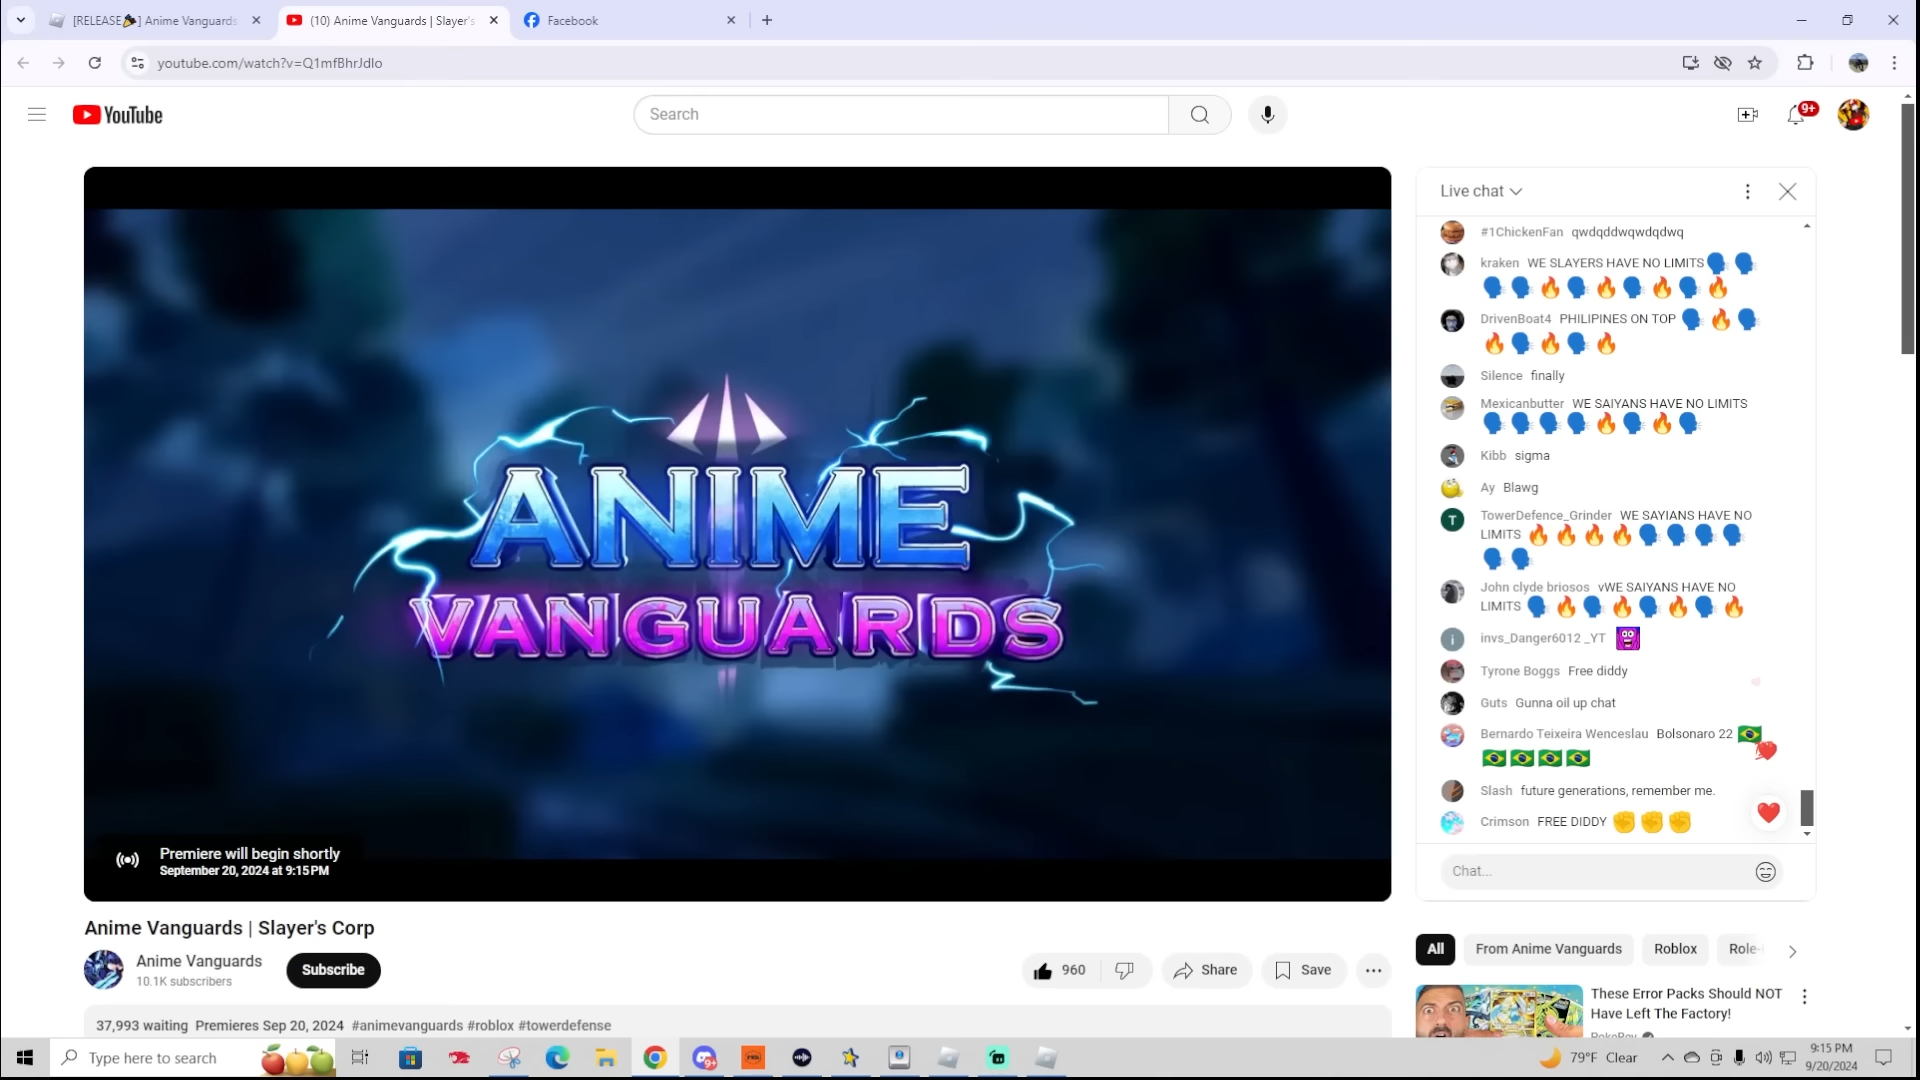 [RELEASE🎉] Anime Vanguards
(10) Anime Vanguards | Slayer's
Facebook
youtube.com/watch?v=Q1mfBhrJdlo
YouTube
Search
9+
ANIME
VANGUARDS
Premiere will begin shortly
September 20, 2024 at 9:15 PM
Live chat
#1ChickenFan qwdqddwqwdqdwq
kraken WE SLAYERS HAVE NO LIMITS 🗣️ 🗣️
🗣️ 🗣️ 🔥 🗣️ 🔥 🗣️ 🔥 🗣️ 🔥
DrivenBoat4 PHILIPINES ON TOP 🗣️ 🔥 🗣️
🔥 🗣️ 🔥 🗣️ 🔥
Silence finally
Mexicanbutter WE SAIYANS HAVE NO LIMITS
🗣️ 🗣️ 🗣️ 🗣️ 🔥 🗣️ 🔥 🗣️
Kibb sigma
Ay Blawg
T
TowerDefence_Grinder WE SAYIANS HAVE NO
LIMITS 🔥 🔥 🔥 🔥 🗣️ 🗣️ 🗣️ 🗣️
🗣️ 🗣️
John clyde briosos vWE SAIYANS HAVE NO
LIMITS 🗣️ 🔥 🗣️ 🔥 🗣️ 🔥 🗣️ 🔥
i
invs_Danger6012 _YT
Tyrone Boggs Free diddy
Guts Gunna oil up chat
Bernardo Teixeira Wenceslau Bolsonaro 22 🇧🇷
🇧🇷 🇧🇷 🇧🇷 🇧🇷
Slash future generations, remember me.
Crimson FREE DIDDY ✊ ✊ ✊
Chat...
Anime Vanguards | Slayer's Corp
Anime Vanguards
10.1K subscribers
Subscribe
960
Share
Save
37,993 waiting Premieres Sep 20, 2024 #animevanguards #roblox #towerdefense
All
From Anime Vanguards
Roblox
Role-
These Error Packs Should NOT
Have Left The Factory!
Type here to search
9+
79°F Clear
9:15 PM
9/20/2024